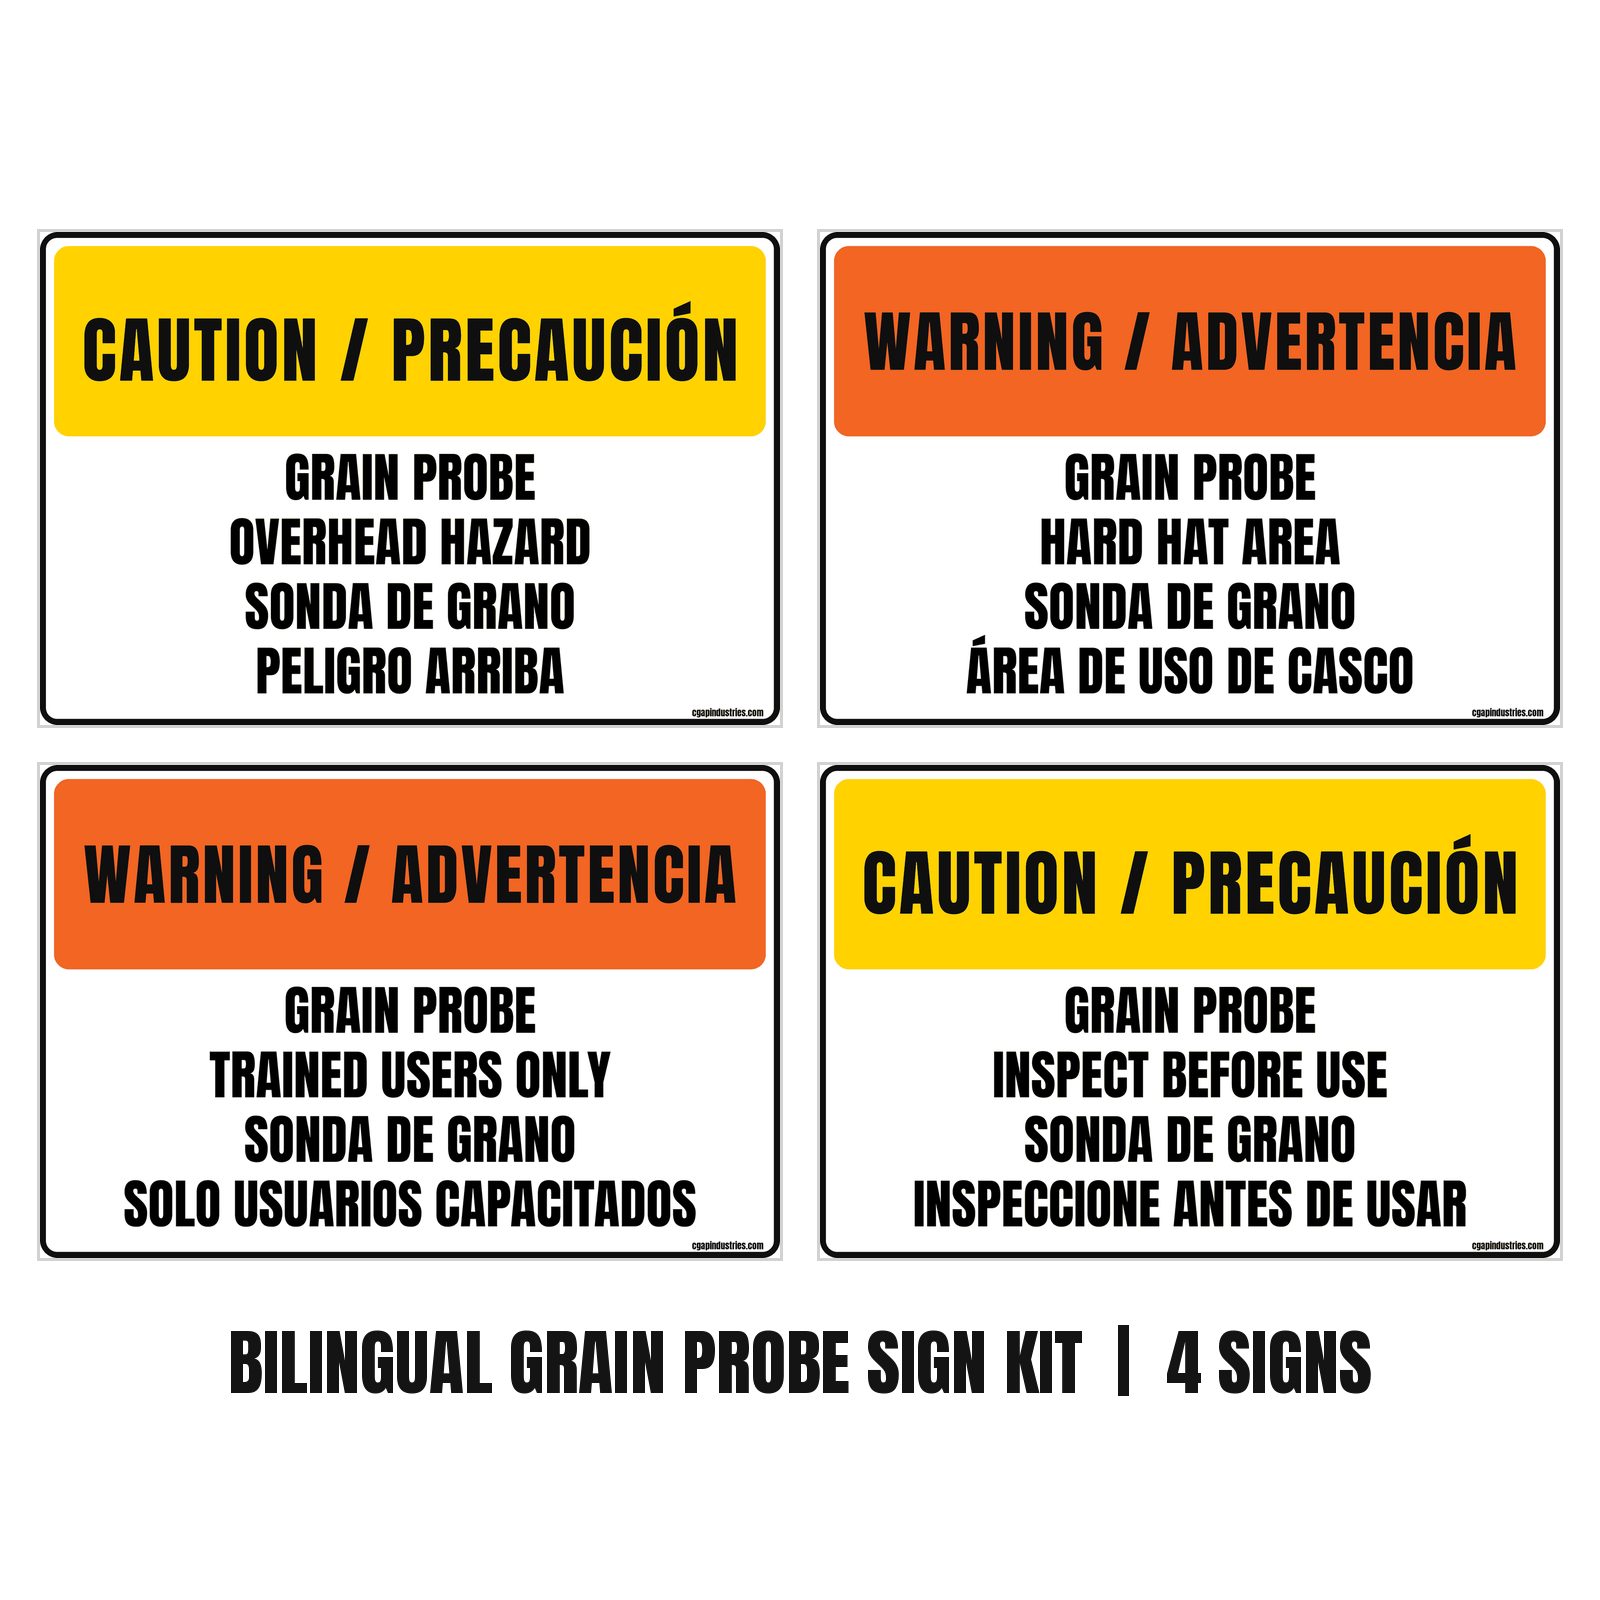 CAUTION / PRECAUCIÓN
GRAIN PROBE
OVERHEAD HAZARD
SONDA DE GRANO
PELIGRO ARRIBA
cgapindustries.com
WARNING / ADVERTENCIA
GRAIN PROBE
HARD HAT AREA
SONDA DE GRANO
ÁREA DE USO DE CASCO
cgapindustries.com
WARNING / ADVERTENCIA
GRAIN PROBE
TRAINED USERS ONLY
SONDA DE GRANO
SOLO USUARIOS CAPACITADOS
cgapindustries.com
CAUTION / PRECAUCIÓN
GRAIN PROBE
INSPECT BEFORE USE
SONDA DE GRANO
INSPECCIONE ANTES DE USAR
cgapindustries.com
BILINGUAL GRAIN PROBE SIGN KIT | 4 SIGNS